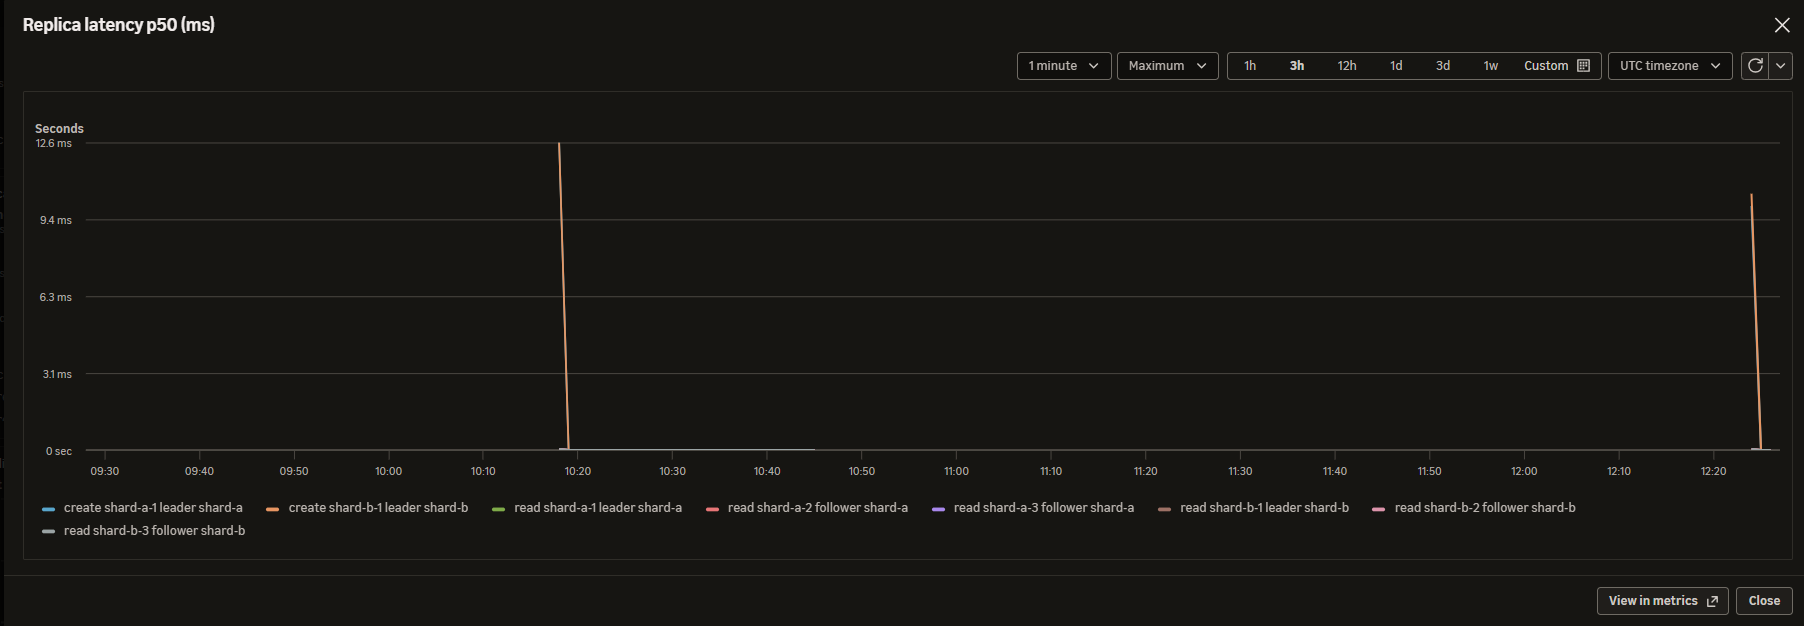 Replica latency p50 (ms)
1 minute Maximum 1h 3h 12h 1d 3d 1w Custom UTC timezone
Seconds
12.6 ms
9.4 ms
6.3 ms
3.1 ms
0 sec
09:30 09:40 09:50 10:00 10:10 10:20 10:30 10:40 10:50 11:00 11:10 11:20 11:30 11:40 11:50 12:00 12:10 12:20
create shard-a-1 leader shard-a create shard-b-1 leader shard-b read shard-a-1 leader shard-a read shard-a-2 follower shard-a read shard-a-3 follower shard-a read shard-b-1 leader shard-b read shard-b-2 follower shard-b
read shard-b-3 follower shard-b
View in metrics Close